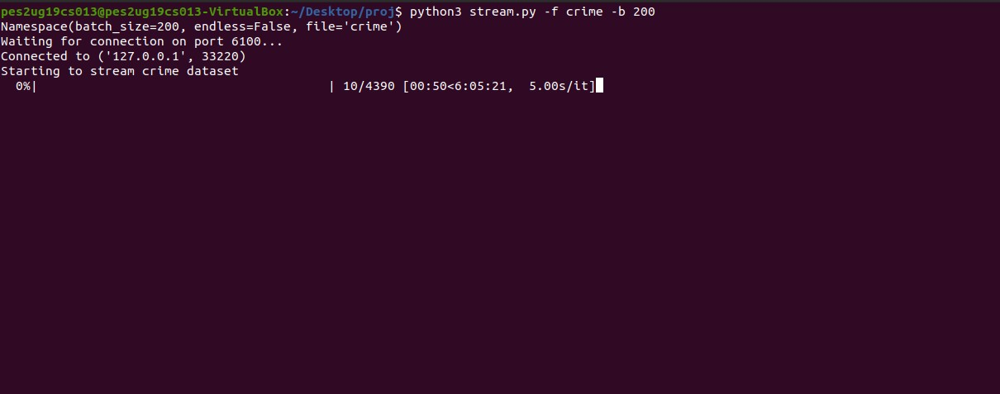 pes2ug19cs013@pes2ug19cs013-VirtualBox:~/Desktop/proj$ python3 stream.py -f crime -b 200
Namespace(batch_size=200, endless=False, file='crime')
Waiting for connection on port 6100...
Connected to ('127.0.0.1', 33220)
Starting to stream crime dataset
  0%|                                       | 10/4390 [00:50<6:05:21,  5.00s/it]